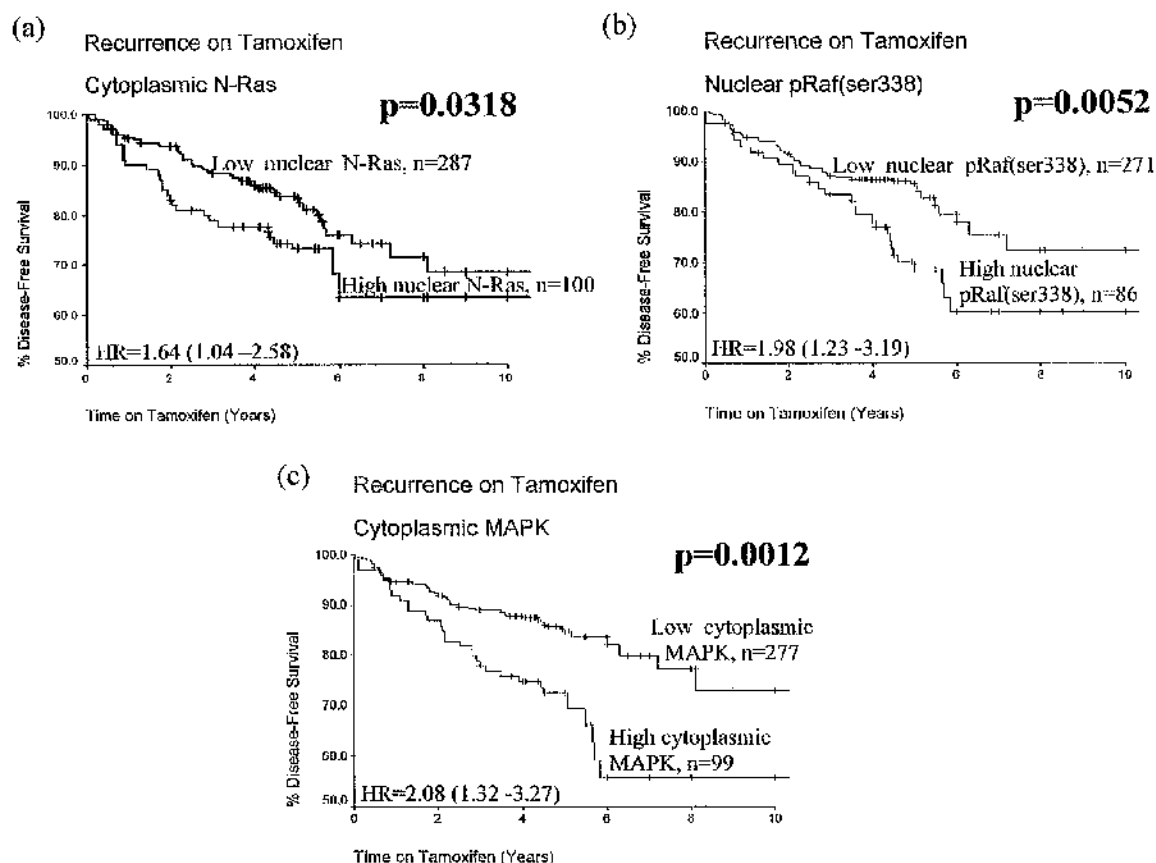 (a)
Recurrence on Tamoxifen
Cytoplasmic N-Ras
p=0.0318
100.0
90.0
80.0
70.0
60.0
50.0
% Disease-Free Survival
Low nuclear N-Ras, n=287
High nuclear N-Ras, n=100
HR=1.64 (1.04 –2.58)
0 2 4 6 8 10
Time on Tamoxifen (Years)
(b)
Recurrence on Tamoxifen
Nuclear pRaf(ser338)
p=0.0052
100.0
90.0
80.0
70.0
60.0
50.0
% Disease-Free Survival
Low nuclear pRaf(ser338), n=271
High nuclear
pRaf(ser338), n=86
HR=1.98 (1.23 -3.19)
0 2 4 6 8 10
Time on Tamoxifen (Years)
(c)
Recurrence on Tamoxifen
Cytoplasmic MAPK
p=0.0012
100.0
90.0
80.0
70.0
60.0
50.0
% Disease-Free Survival
Low cytoplasmic
MAPK, n=277
High cytoplasmic
MAPK, n=99
HR=2.08 (1.32 -3.27)
0 2 4 6 8 10
Time on Tamoxifen (Years)